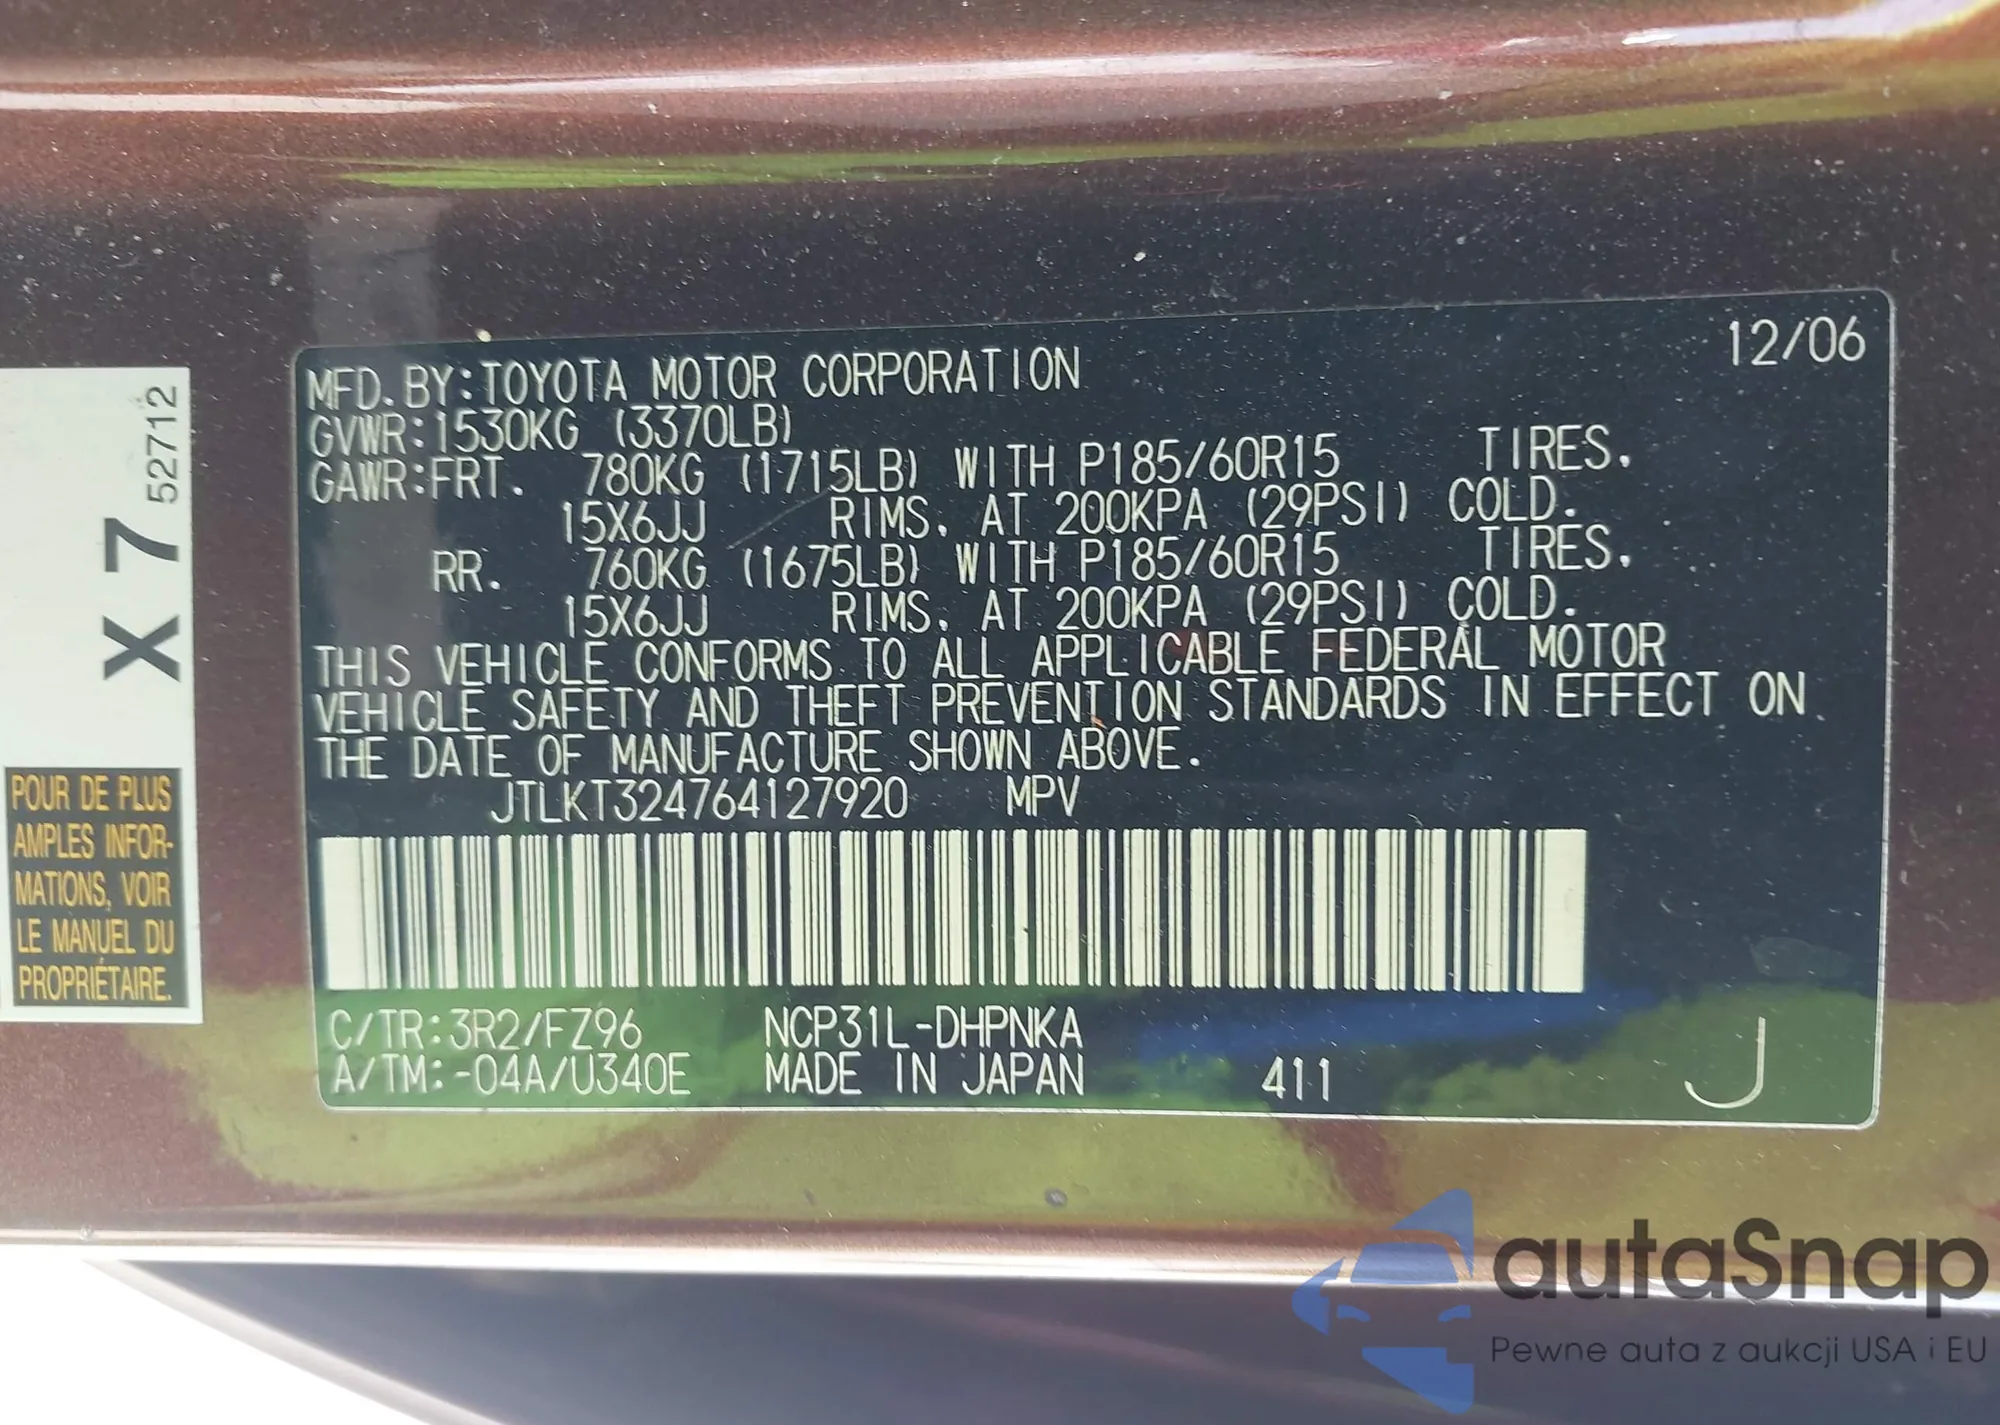 12/06
MFD. BY:TOYOTA MOTOR CORPORATION
GVWR:1530KG (3370LB)
GAWR:FRT. 780KG (1715LB) WITH P185/60R15 TIRES.
15X6JJ RIMS. AT 200KPA (29PSI) COLD.
RR. 760KG (1675LB) WITH P185/60R15 TIRES.
15X6JJ RIMS. AT 200KPA (29PSI) COLD.
THIS VEHICLE CONFORMS TO ALL APPLICABLE FEDERAL MOTOR
VEHICLE SAFETY AND THEFT PREVENTION STANDARDS IN EFFECT ON
THE DATE OF MANUFACTURE SHOWN ABOVE.
JTLKT324764127920 MPV
C/TR:3R2/FZ96 NCP31L-DHPNKA
A/TM:-04A/U340E MADE IN JAPAN 411 J
X 7 52712
POUR DE PLUS
AMPLES INFOR-
MATIONS, VOIR
LE MANUEL DU
PROPRIÉTAIRE.
autaSnap
Pewne auta z aukcji USA i EU